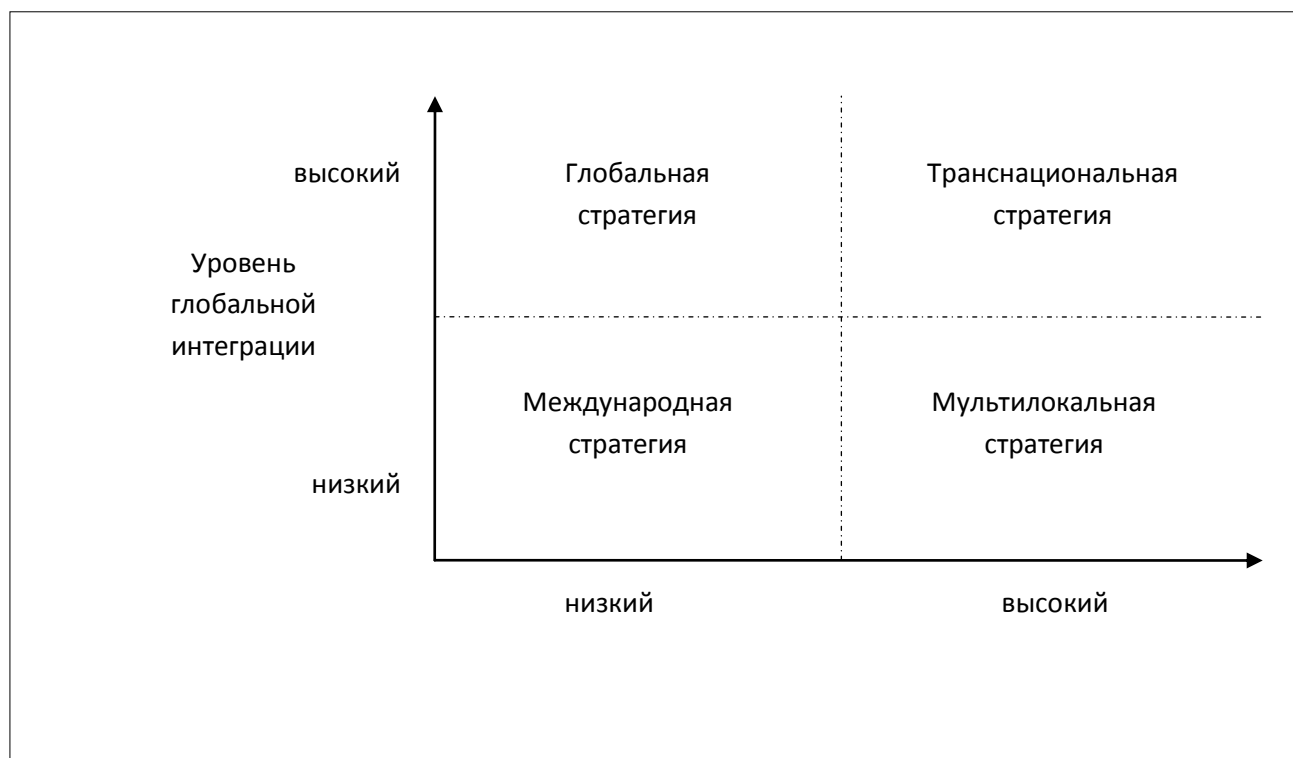 высокий
Глобальная
стратегия
Транснациональная
стратегия
Уровень
глобальной
интеграции
Международная
стратегия
Мультилокальная
стратегия
низкий
низкий
высокий